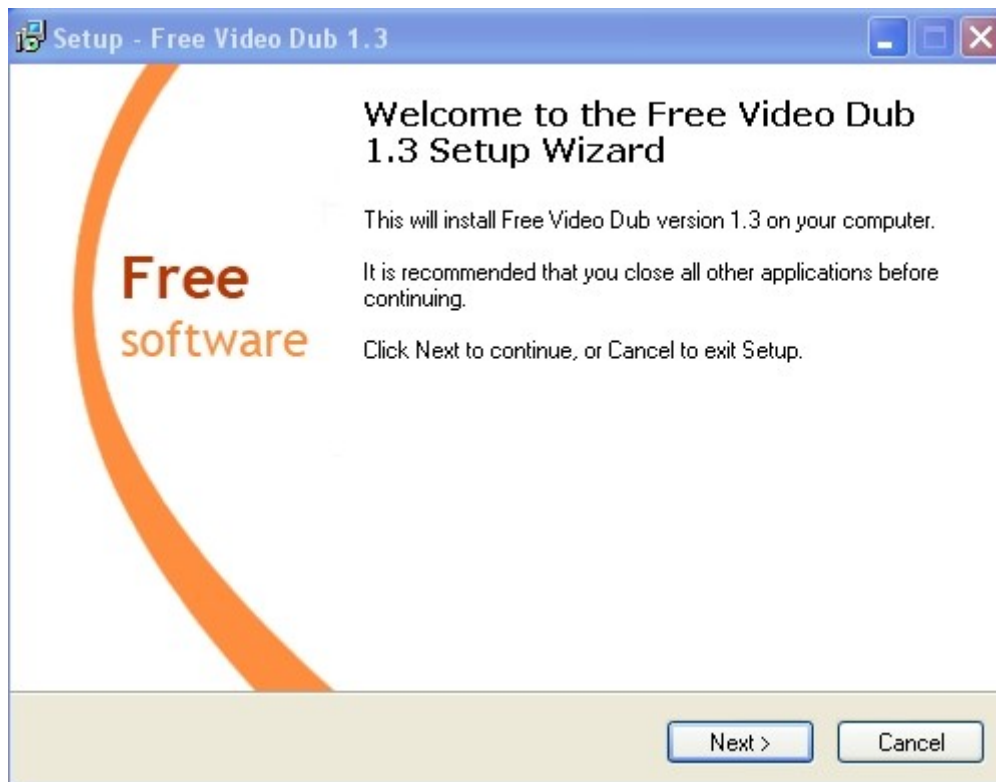 Setup - Free Video Dub 1.3
Welcome to the Free Video Dub
1.3 Setup Wizard
This will install Free Video Dub version 1.3 on your computer.
It is recommended that you close all other applications before
continuing.
Free
software
Click Next to continue, or Cancel to exit Setup.
Next >
Cancel